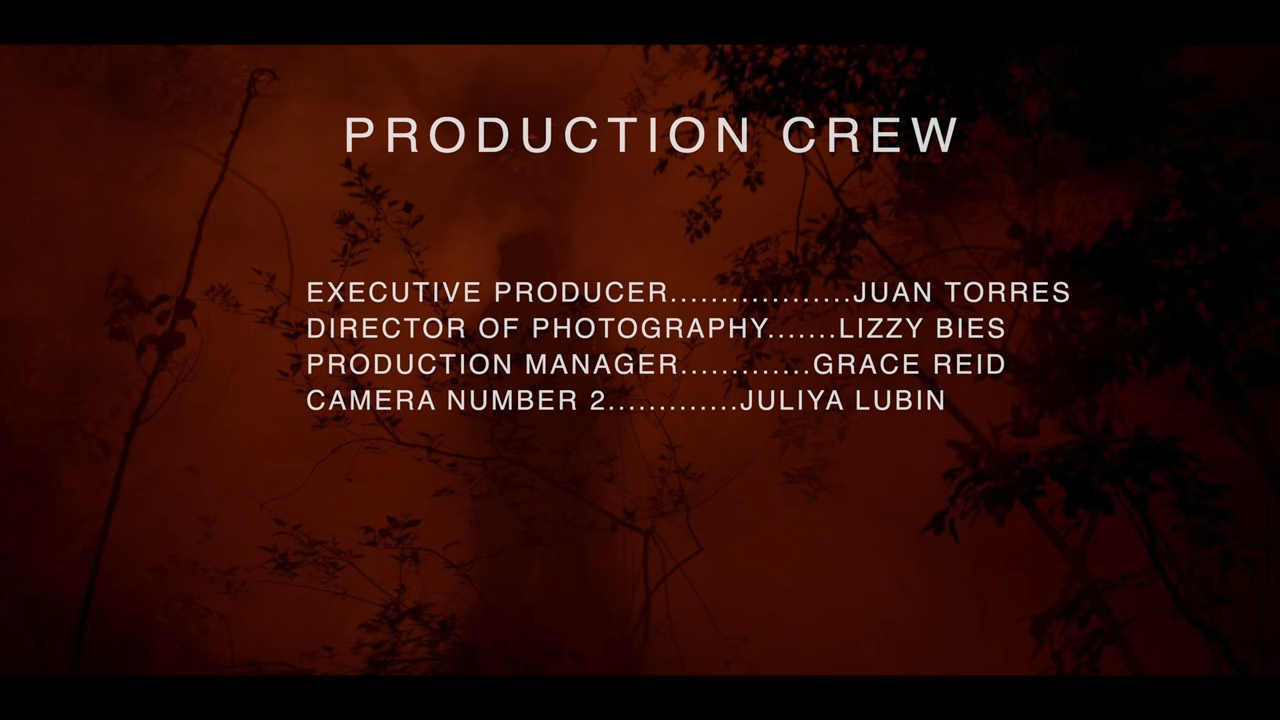 PRODUCTION CREW
EXECUTIVE PRODUCER..................JUAN TORRES
DIRECTOR OF PHOTOGRAPHY.......LIZZY BIES
PRODUCTION MANAGER.............GRACE REID
CAMERA NUMBER 2.............JULIYA LUBIN